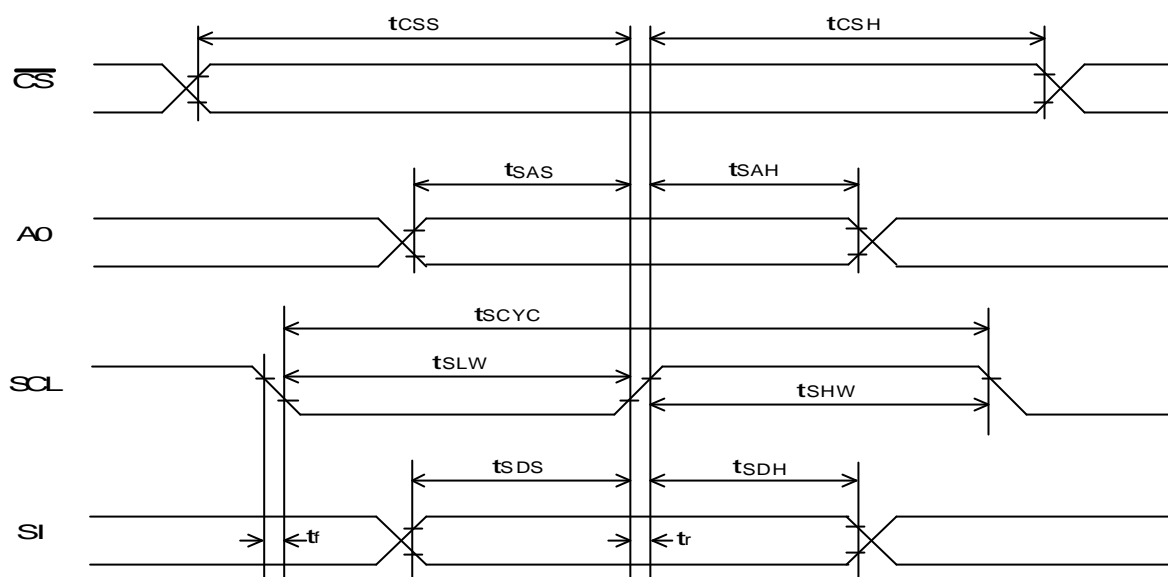 tCSS tCSH
CS
tSAS tSAH
A0
tSCYC
tSLW
SCL
tSHW
tSDS tSDH
SI
tf tr